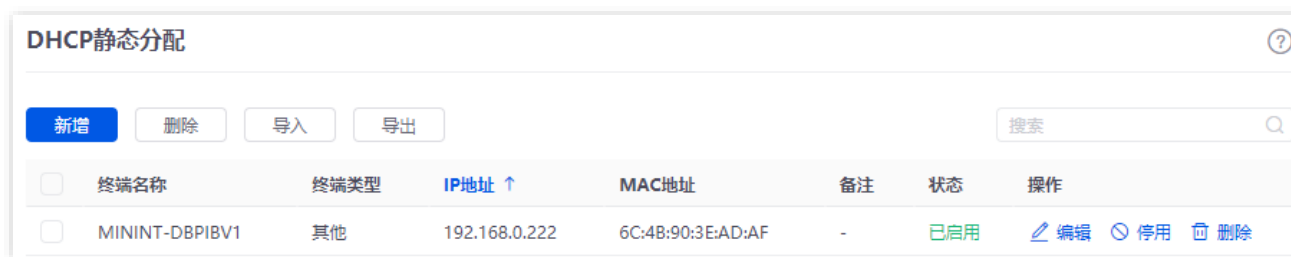 DHCP静态分配
新增 删除 导入 导出 搜索
终端名称 终端类型 IP地址 ↑ MAC地址 备注 状态 操作
MININT-DBPIBV1 其他 192.168.0.222 6C:4B:90:3E:AD:AF - 已启用 编辑 停用 删除